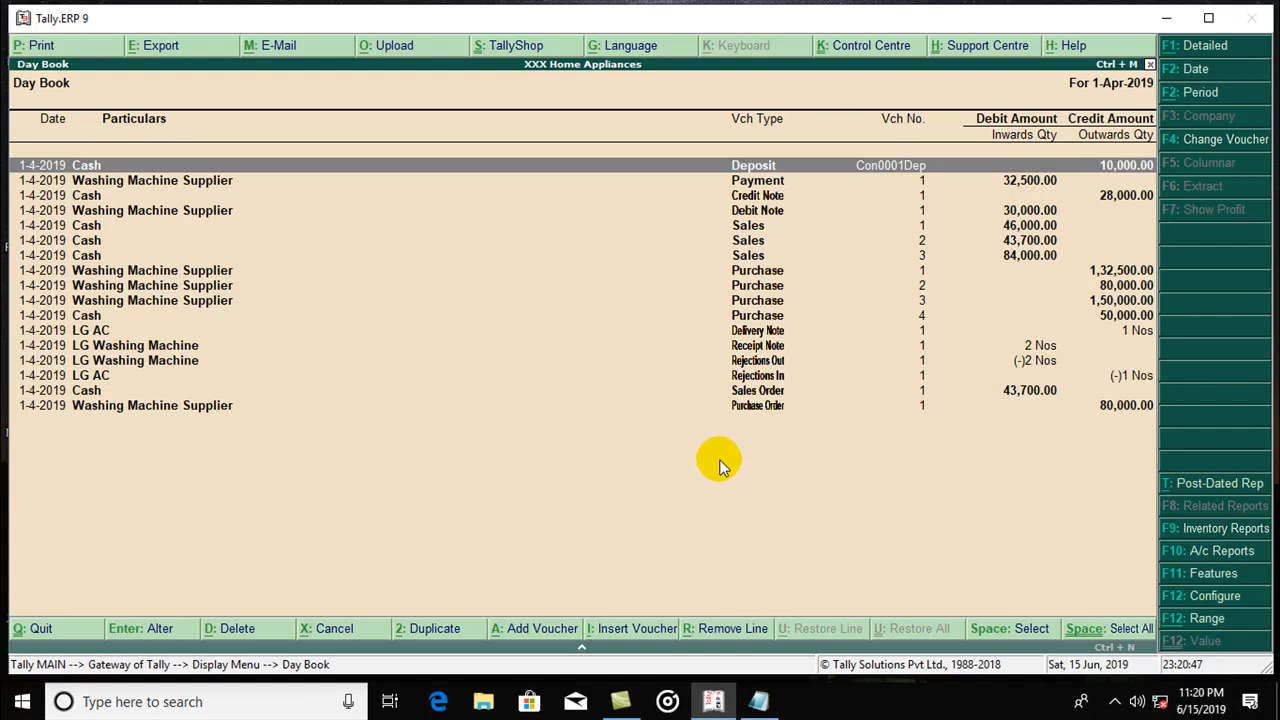 Tally.ERP 9
P: Print E: Export M: E-Mail O: Upload S: TallyShop G: Language K: Keyboard K: Control Centre H: Support Centre H: Help
Day Book XXX Home Appliances Ctrl + M
Day Book For 1-Apr-2019
Date Particulars Vch Type Vch No. Debit Amount Credit Amount
Inwards Qty Outwards Qty
1-4-2019 Cash Deposit Con0001Dep 10,000.00
1-4-2019 Washing Machine Supplier Payment 1 32,500.00
1-4-2019 Cash Credit Note 1 28,000.00
1-4-2019 Washing Machine Supplier Debit Note 1 30,000.00
1-4-2019 Cash Sales 1 46,000.00
1-4-2019 Cash Sales 2 43,700.00
1-4-2019 Cash Sales 3 84,000.00
1-4-2019 Washing Machine Supplier Purchase 1 1,32,500.00
1-4-2019 Washing Machine Supplier Purchase 2 80,000.00
1-4-2019 Washing Machine Supplier Purchase 3 1,50,000.00
1-4-2019 Cash Purchase 4 50,000.00
1-4-2019 LG AC Delivery Note 1 1 Nos
1-4-2019 LG Washing Machine Receipt Note 1 2 Nos
1-4-2019 LG Washing Machine Rejections Out 1 (-)2 Nos
1-4-2019 LG AC Rejections In 1 (-)1 Nos
1-4-2019 Cash Sales Order 1 43,700.00
1-4-2019 Washing Machine Supplier Purchase Order 1 80,000.00
F1: Detailed
F2: Date
F2: Period
F3: Company
F4: Change Voucher
F5: Columnar
F6: Extract
F7: Show Profit
T: Post-Dated Rep
F8: Related Reports
F9: Inventory Reports
F10: A/c Reports
F11: Features
F12: Configure
F12: Range
F12: Value
Q: Quit Enter: Alter D: Delete X: Cancel 2: Duplicate A: Add Voucher I: Insert Voucher R: Remove Line U: Restore Line U: Restore All Space: Select Space: Select All
Ctrl + N
Tally MAIN --> Gateway of Tally --> Display Menu --> Day Book © Tally Solutions Pvt Ltd., 1988-2018 Sat, 15 Jun, 2019 23:20:47
Type here to search 11:20 PM
6/15/2019